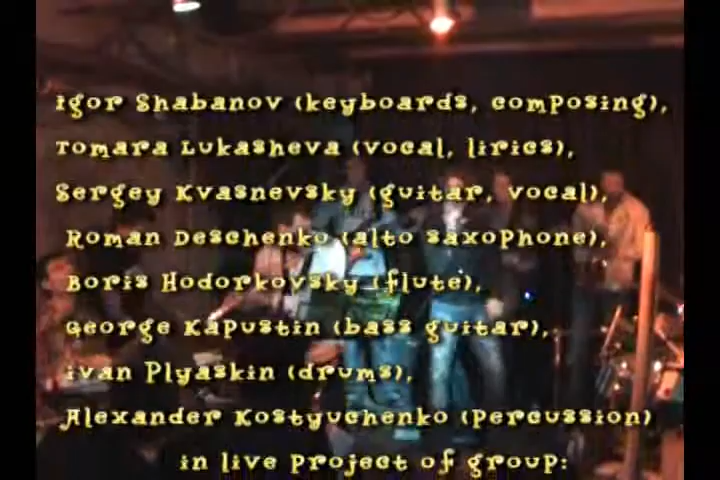 Igor Shabanov (keyboards, composing),
Tomara Lukasheva (vocal, lirics),
Sergey Kvasnevsky (guitar, vocal),
Roman Deschenko (alto saxophone),
Boris Hodorkovsky (flute),
George Kapustin (bass guitar),
Ivan Plyaskin (drums),
Alexander Kostyuchenko (percussion)
in live project of group: